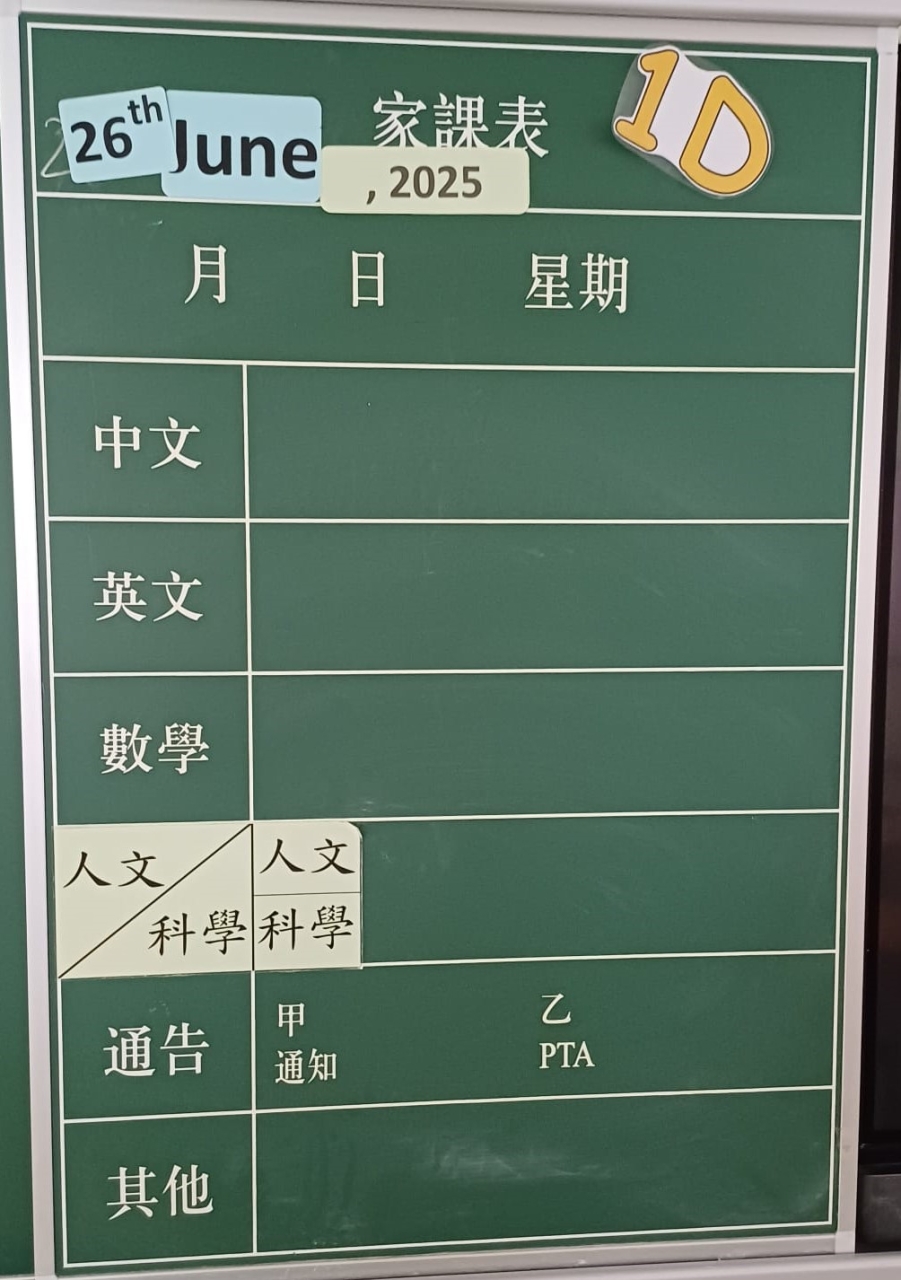 家課表
1D
26th June, 2025
月 日 星期
中文
英文
數學
人文
科學
人文
科學
通告
甲 乙
通知 PTA
其他